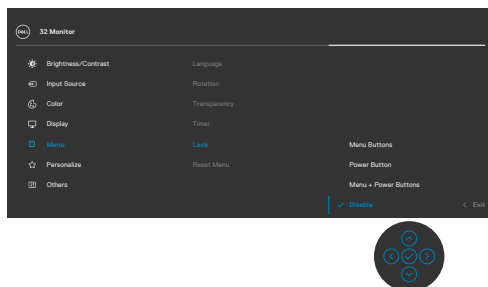 DELL
32 Monitor
Brightness/Contrast
Language
Input Source
Rotation
Color
Transparency
Display
Timer
Menu
Lock
Menu Buttons
Personalize
Reset Menu
Power Button
Others
Menu + Power Buttons
Disable
Exit